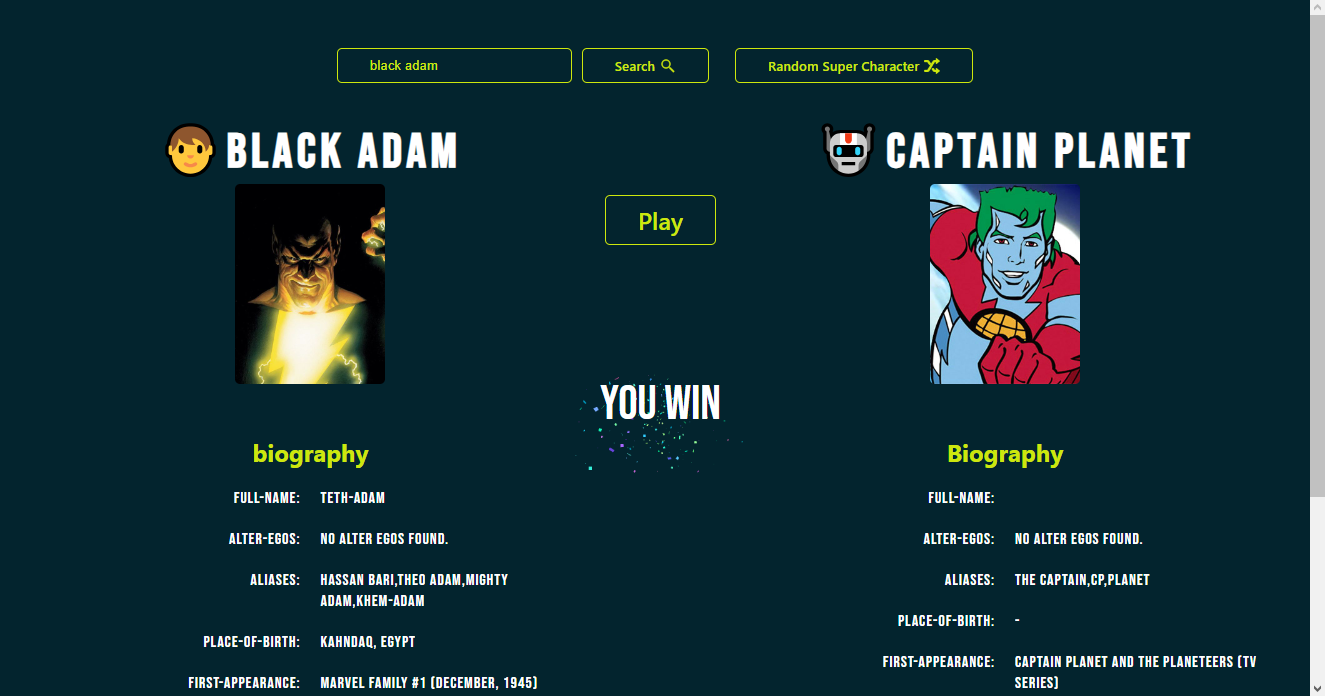 black adam
Search
Random Super Character
BLACK ADAM
CAPTAIN PLANET
Play
YOU WIN
biography
FULL-NAME: TETH-ADAM
ALTER-EGOS: NO ALTER EGOS FOUND.
ALIASES: HASSAN BARI,THEO ADAM,MIGHTY
ADAM,KHEM-ADAM
PLACE-OF-BIRTH: KAHNDAQ, EGYPT
FIRST-APPEARANCE: MARVEL FAMILY #1 (DECEMBER, 1945)
Biography
FULL-NAME:
ALTER-EGOS: NO ALTER EGOS FOUND.
ALIASES: THE CAPTAIN,CP,PLANET
PLACE-OF-BIRTH: -
FIRST-APPEARANCE: CAPTAIN PLANET AND THE PLANETEERS (TV
SERIES)